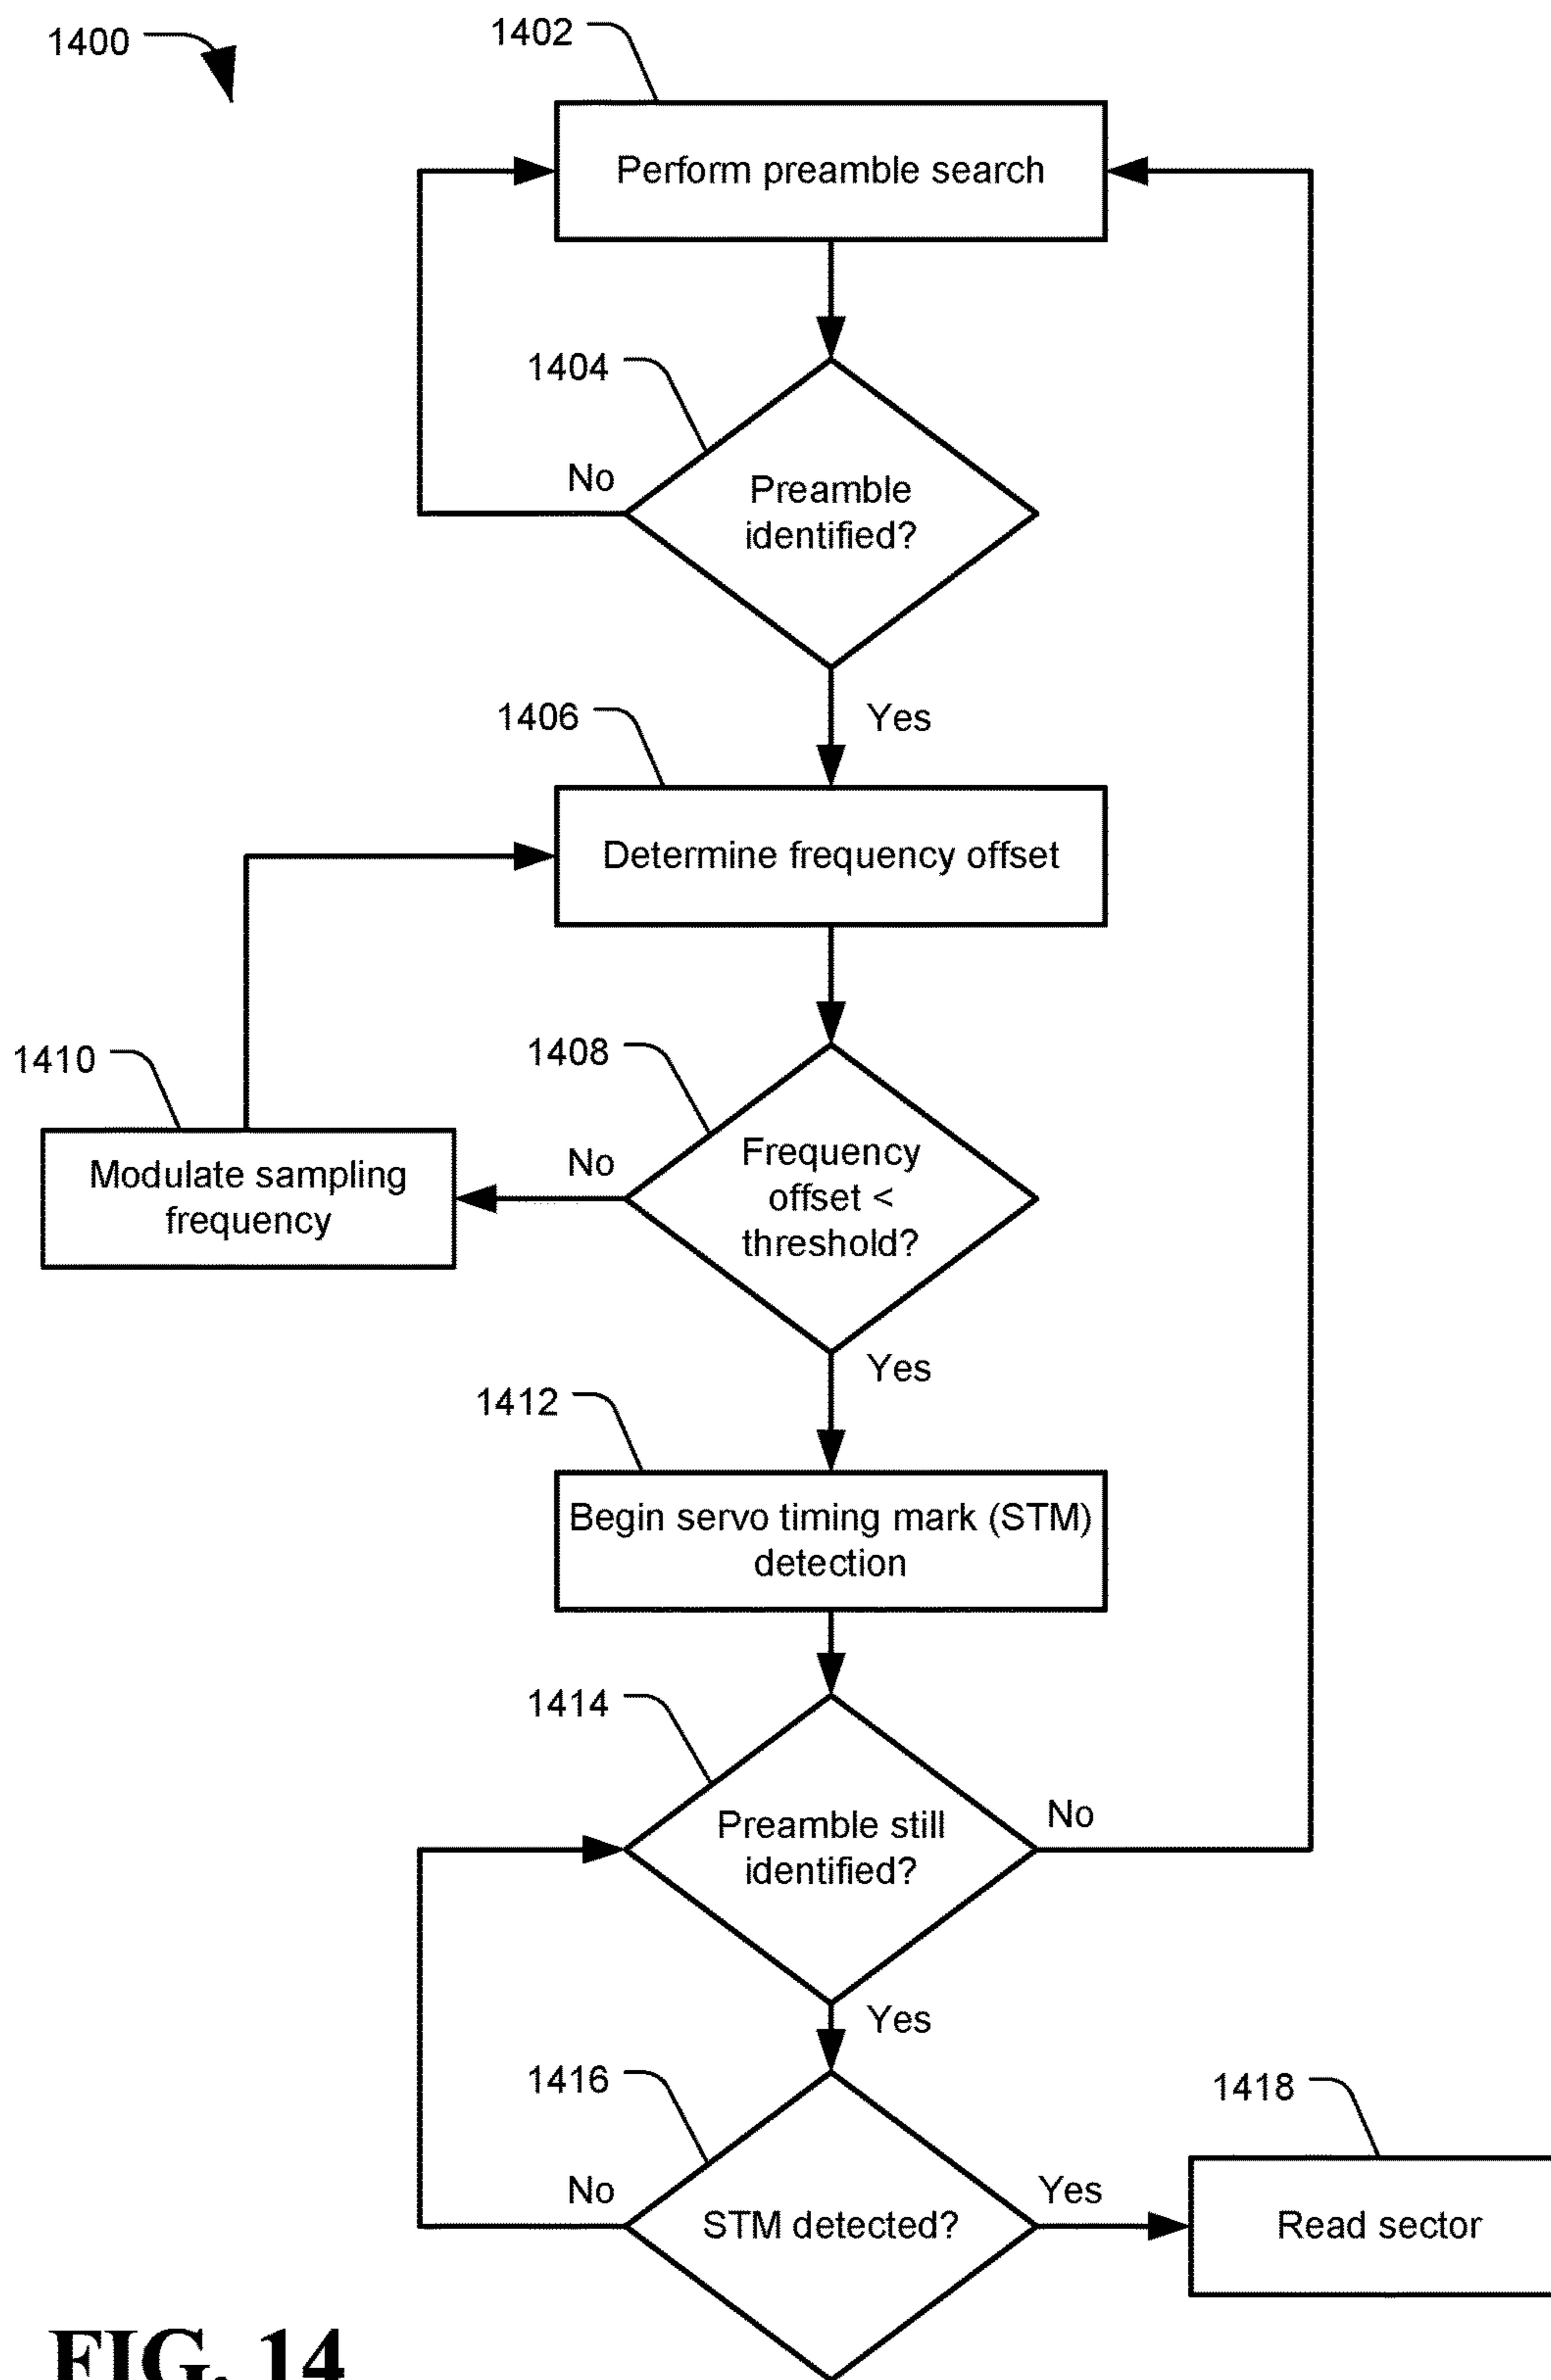 1400
1402
Perform preamble search
1404
No
Preamble
identified?
Yes
1406
Determine frequency offset
1408
1410
No
Frequency
offset <
threshold?
Modulate sampling
frequency
Yes
1412
Begin servo timing mark (STM)
detection
1414
Preamble still
identified?
No
Yes
1416
1418
No
STM detected?
Yes
Read sector
FIG. 14